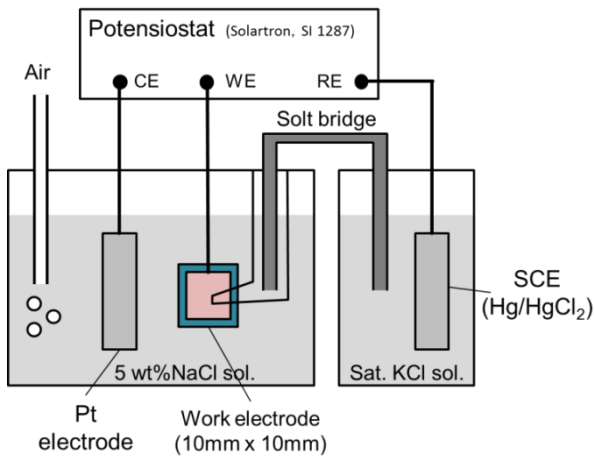 Potensiostat (Solartron, SI 1287)
Air
CE
WE
RE
Solt bridge
SCE
(Hg/HgCl₂)
5 wt%NaCl sol.
Sat. KCl sol.
Pt
electrode
Work electrode
(10mm x 10mm)